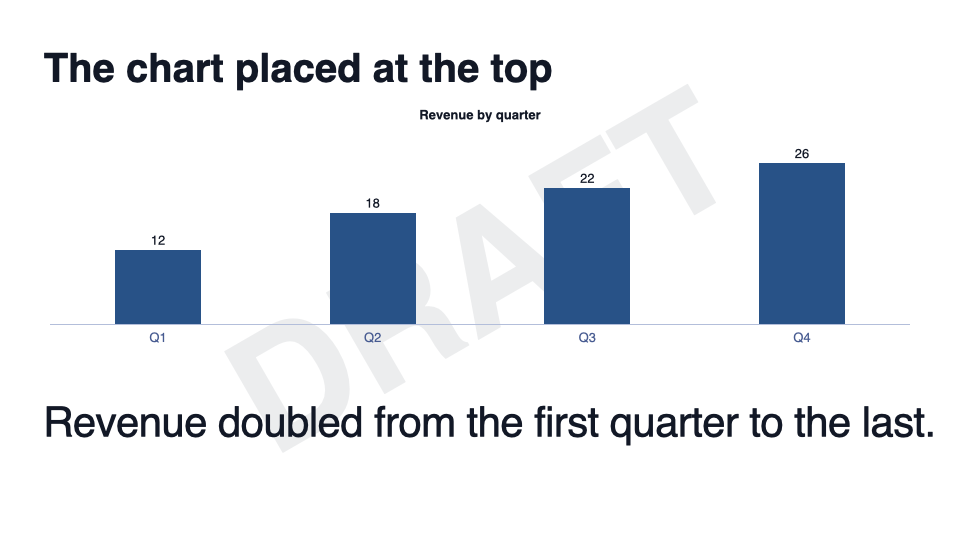 The chart placed at the top
Revenue by quarter
12
18
22
26
Q1
Q2
Q3
Q4
DRAFT
Revenue doubled from the first quarter to the last.